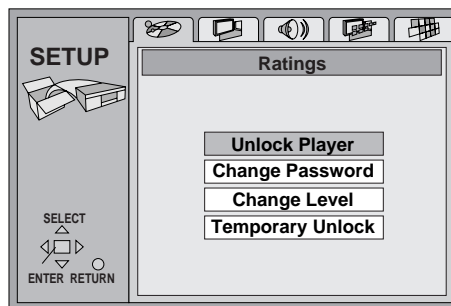 SETUP
Ratings
Unlock Player
Change Password
Change Level
Temporary Unlock
SELECT
ENTER RETURN